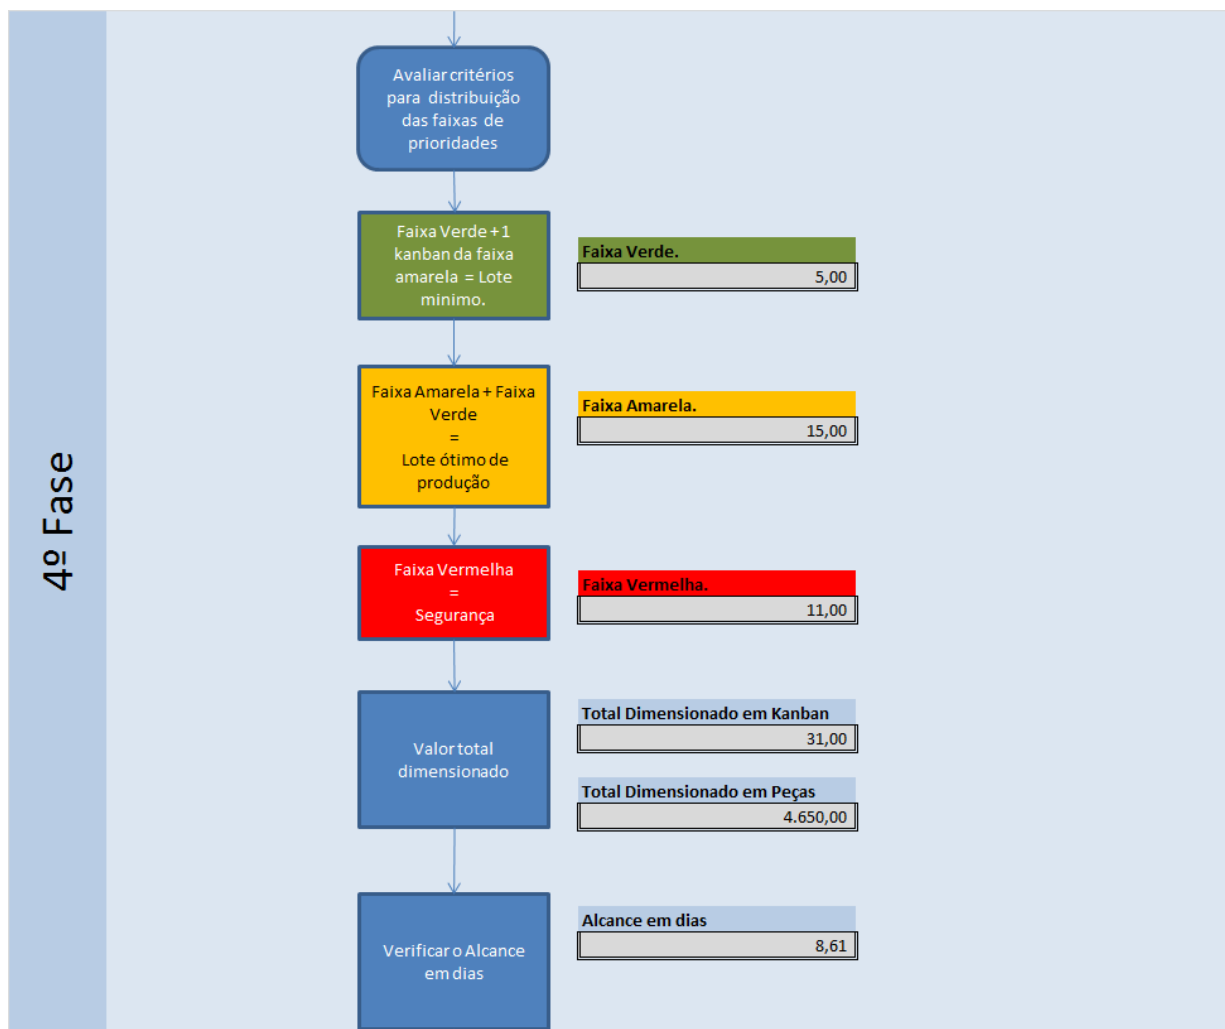 4º Fase
Avaliar critérios
para distribuição
das faixas de
prioridades
Faixa Verde +1
kanban da faixa
amarela = Lote
minimo.
Faixa Verde.
5,00
Faixa Amarela + Faixa
Verde
=
Lote ótimo de
produção
Faixa Amarela.
15,00
Faixa Vermelha
=
Segurança
Faixa Vermelha.
11,00
Valor total
dimensionado
Total Dimensionado em Kanban
31,00
Total Dimensionado em Peças
4.650,00
Verificar o Alcance
em dias
Alcance em dias
8,61